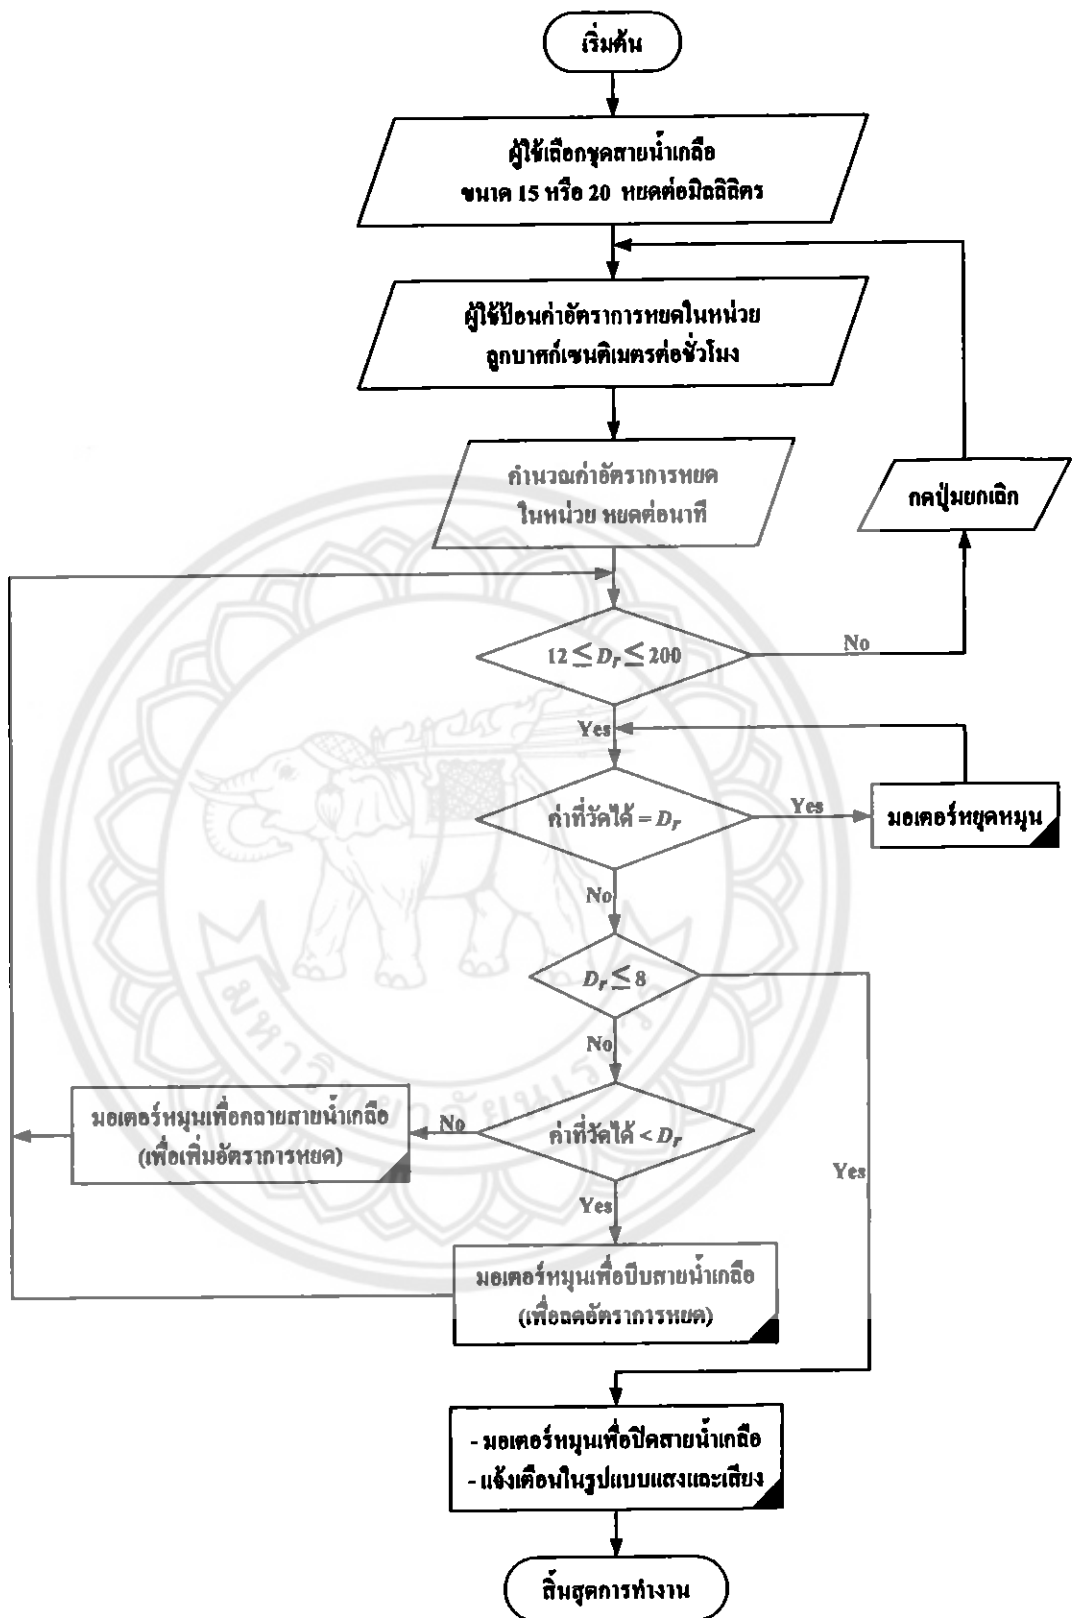 เริ่มต้น
ผู้ใช้เลือกชุดสายน้ำเกลือ
ขนาด 15 หรือ 20 หยดต่อมิลลิลิตร
ผู้ใช้ป้อนค่าอัตราการหยดในหน่วย
ลูกบาศก์เซนติเมตรต่อชั่วโมง
คำนวณค่าอัตราการหยด
ในหน่วย หยดต่อนาที
กดปุ่มยกเลิก
12 ≤ Dr ≤ 200
No
Yes
ค่าที่วัดได้ = Dr
Yes
มอเตอร์หยุดหมุน
No
Dr ≤ 8
No
มอเตอร์หมุนเพื่อคลายสายน้ำเกลือ
(เพื่อเพิ่มอัตราการหยด)
No
ค่าที่วัดได้ < Dr
Yes
Yes
มอเตอร์หมุนเพื่อบีบสายน้ำเกลือ
(เพื่อลดอัตราการหยด)
- มอเตอร์หมุนเพื่อปิดสายน้ำเกลือ
- แจ้งเตือนในรูปแบบแสงและเสียง
สิ้นสุดการทำงาน
มหาวิทยาลัยนเรศวร